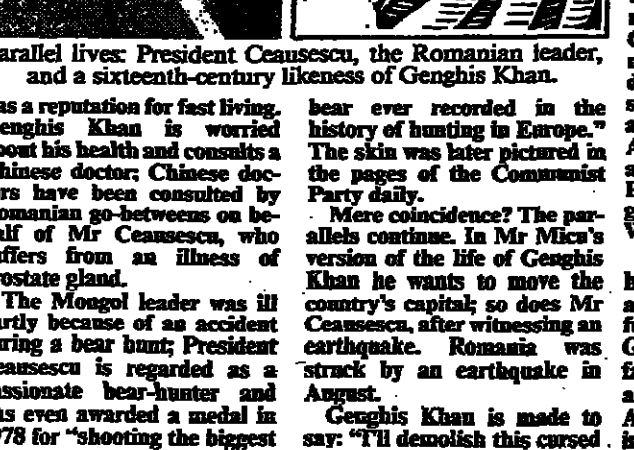 arallel lives: President Ceausescu, the Romanian leader,
and a sixteenth-century likeness of Genghis Khan.
as a reputation for fast living.
enghis Khan is worried
bout his health and consults a
hinese doctor; Chinese doc-
rs have been consulted by
omanian go-betweens on be-
alf of Mr Ceausescu, who
uffers from an illness of
rostate gland.
The Mongol leader was ill
artly because of an accident
uring a bear hunt; President
eausescu is regarded as a
assionate bear-hunter and
as even awarded a medal in
978 for "shooting the biggest
bear ever recorded in the
history of hunting in Europe."
The skin was later pictured in
the pages of the Communist
Party daily.
Mere coincidence? The par-
allels continue. In Mr Micu's
version of the life of Genghis
Khan he wants to move the
country's capital; so does Mr
Ceausescu, after witnessing an
earthquake. Romania was
struck by an earthquake in
August.
Genghis Khan is made to
say: "I'll demolish this cursed